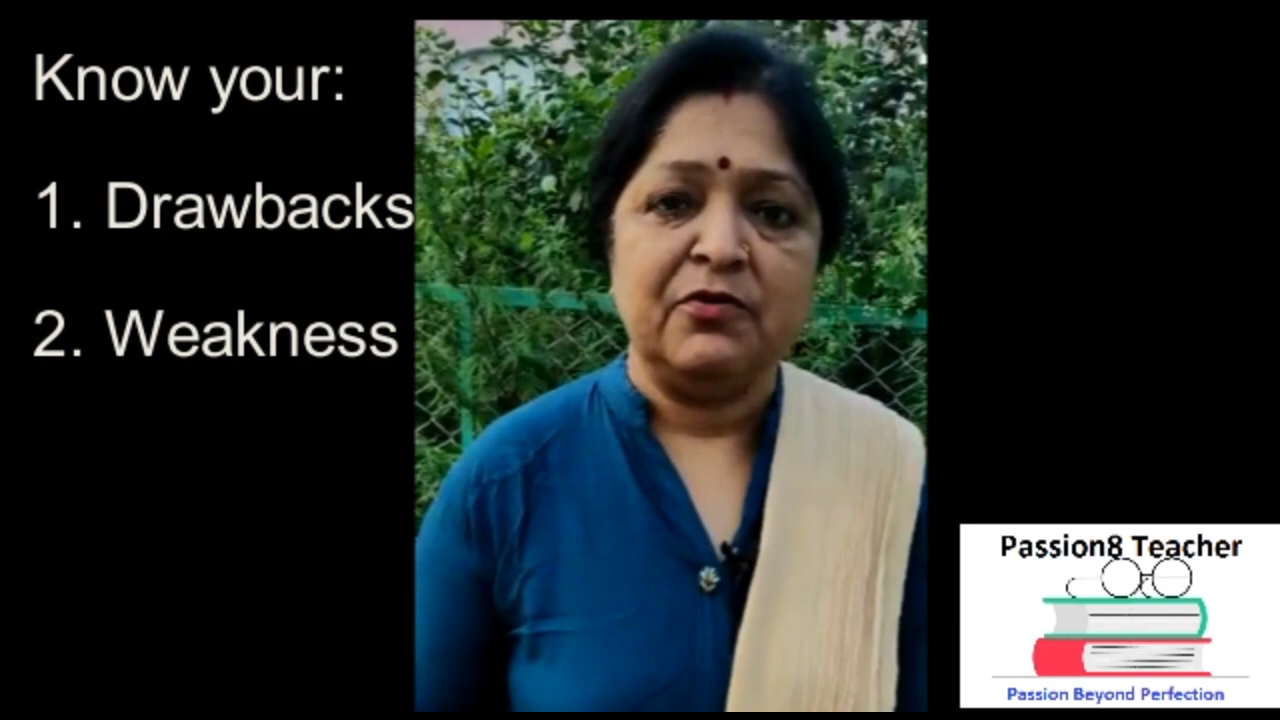 Know your:
1. Drawbacks
2. Weakness
Passion8 Teacher
Passion Beyond Perfection